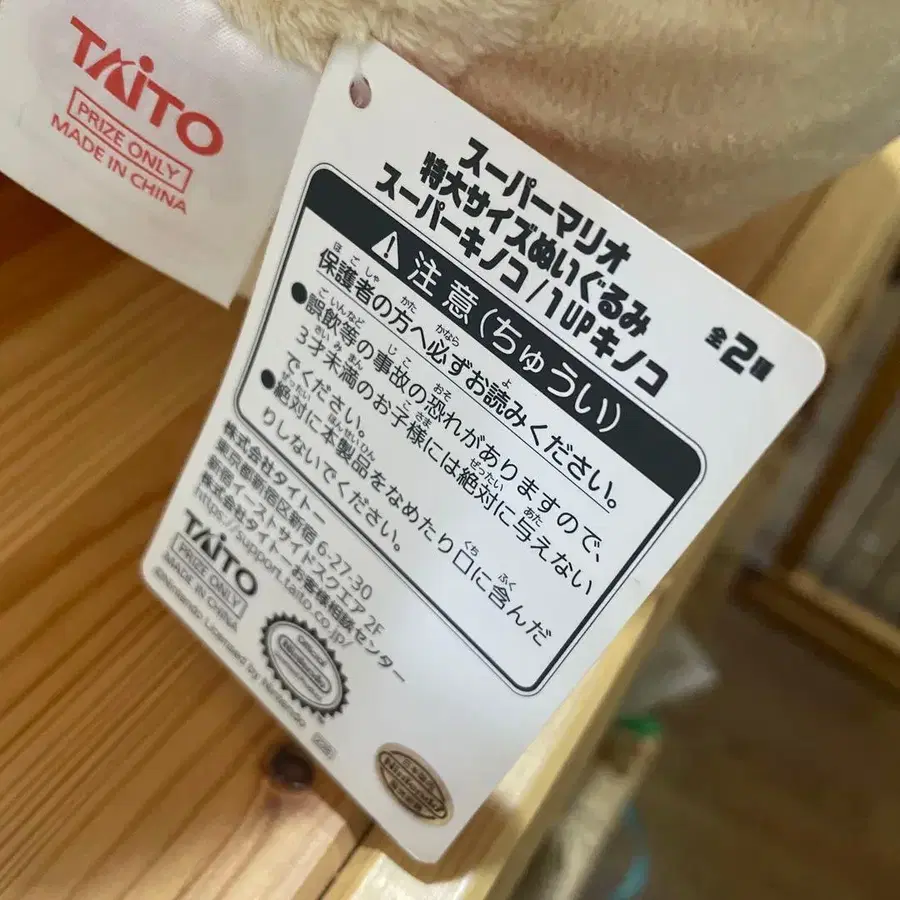 TAITO
PRIZE ONLY
MADE IN CHINA
スーパーマリオ
特大サイズぬいぐるみ
スーパーキノコ/1UPキノコ
全2種
注意(ちゅうい)
保護者の方へ必ずお読みください。
●誤飲等の事故の恐れがありますので、
3才未満のお子様には絶対に与えない
でください。
●絶対に本製品をなめたり口に含んだ
りしないでください。
株式会社タイトー
東京都新宿区新宿6-27-30
新宿イーストサイドスクエア 2F
株式会社タイトーお客様相談センター
https://support.taito.co.jp/
TAITO
PRIZE ONLY
MADE IN CHINA
©Nintendo Licensed by Nintendo
Official
Nintendo
Nintendo